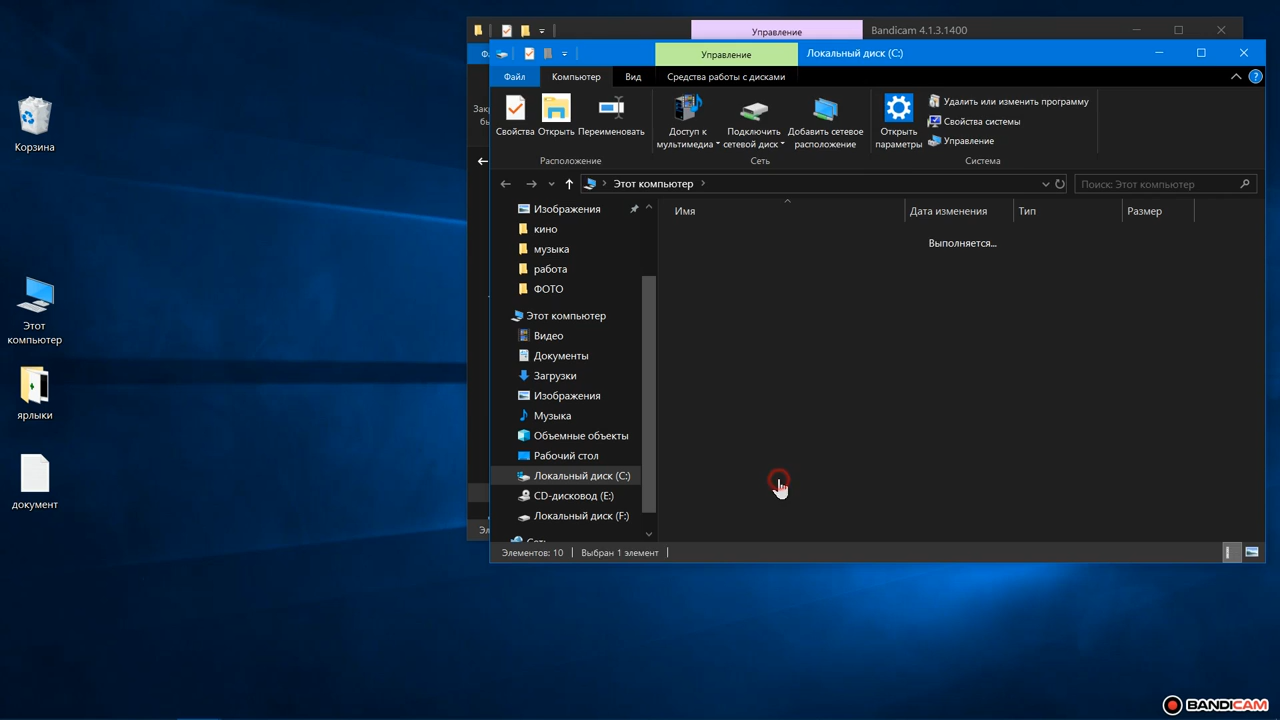 Управление
Bandicam 4.1.3.1400
Управление
Локальный диск (C:)
Файл
Компьютер
Вид
Средства работы с дисками
Свойства
Открыть
Переименовать
Доступ к
мультимедиа
Подключить
сетевой диск
Добавить сетевое
расположение
Открыть
параметры
Удалить или изменить программу
Свойства системы
Управление
Расположение
Сеть
Система
Этот компьютер
Поиск: Этот компьютер
Имя
Дата изменения
Тип
Размер
Выполняется...
Изображения
кино
музыка
работа
ФОТО
Этот компьютер
Видео
Документы
Загрузки
Изображения
Музыка
Объемные объекты
Рабочий стол
Локальный диск (C:)
CD-дисковод (E:)
Локальный диск (F:)
Элементов: 10
Выбран 1 элемент
Корзина
Этот
компьютер
ярлыки
документ
BANDICAM